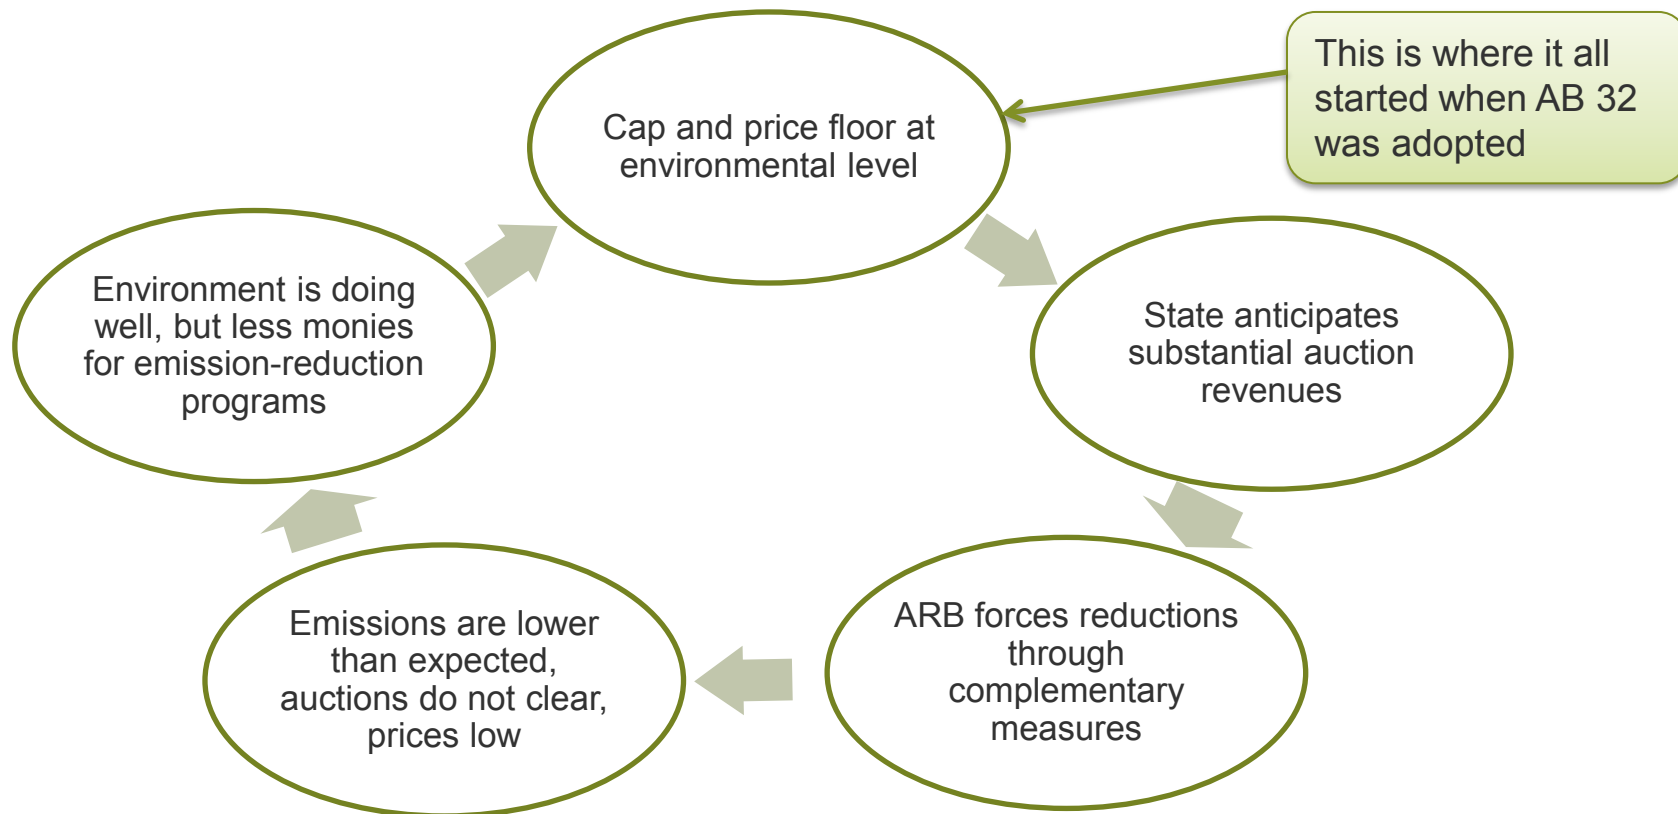 Cap and price floor at
environmental level
This is where it all
started when AB 32
was adopted
State anticipates
substantial auction
revenues
ARB forces reductions
through
complementary
measures
Emissions are lower
than expected,
auctions do not clear,
prices low
Environment is doing
well, but less monies
for emission-reduction
programs